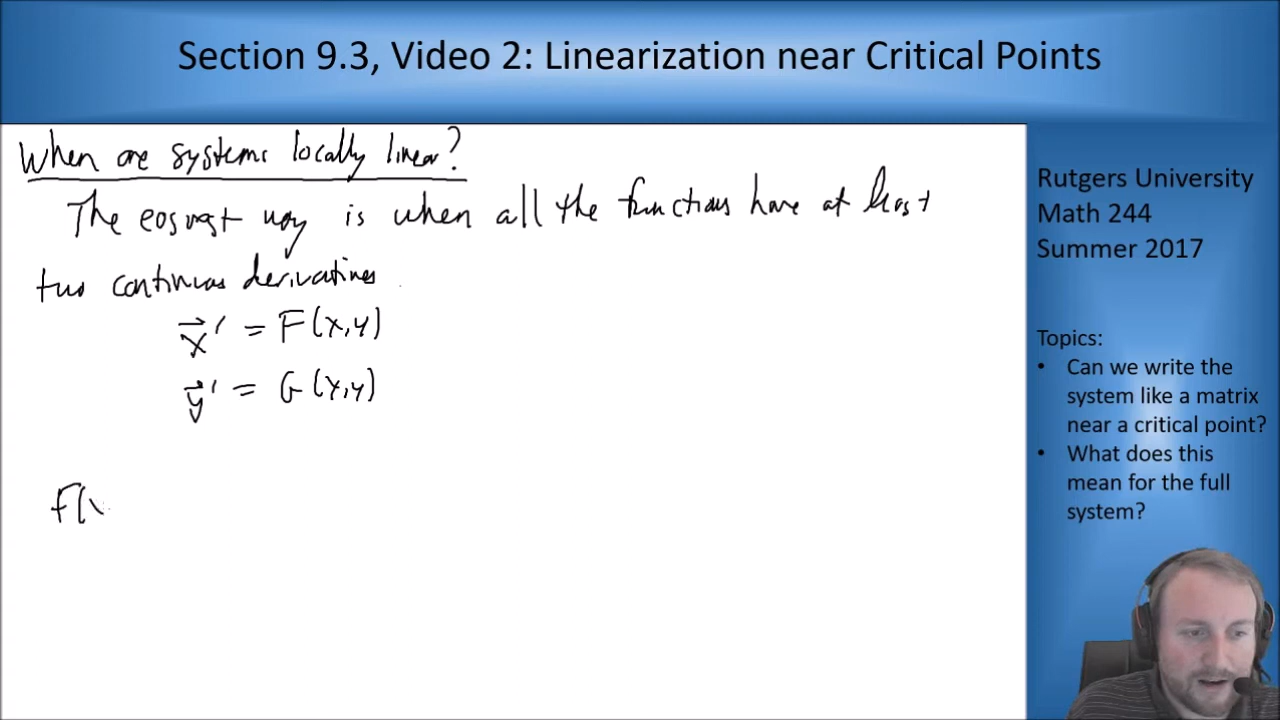 Section 9.3, Video 2: Linearization near Critical Points
When are systems locally linear?
The easiest way is when all the functions have at least
two continuous derivatives.
x⃗' = F(x,y)
y⃗' = G(x,y)
F(x
Rutgers University
Math 244
Summer 2017
Topics:
• Can we write the
system like a matrix
near a critical point?
• What does this
mean for the full
system?